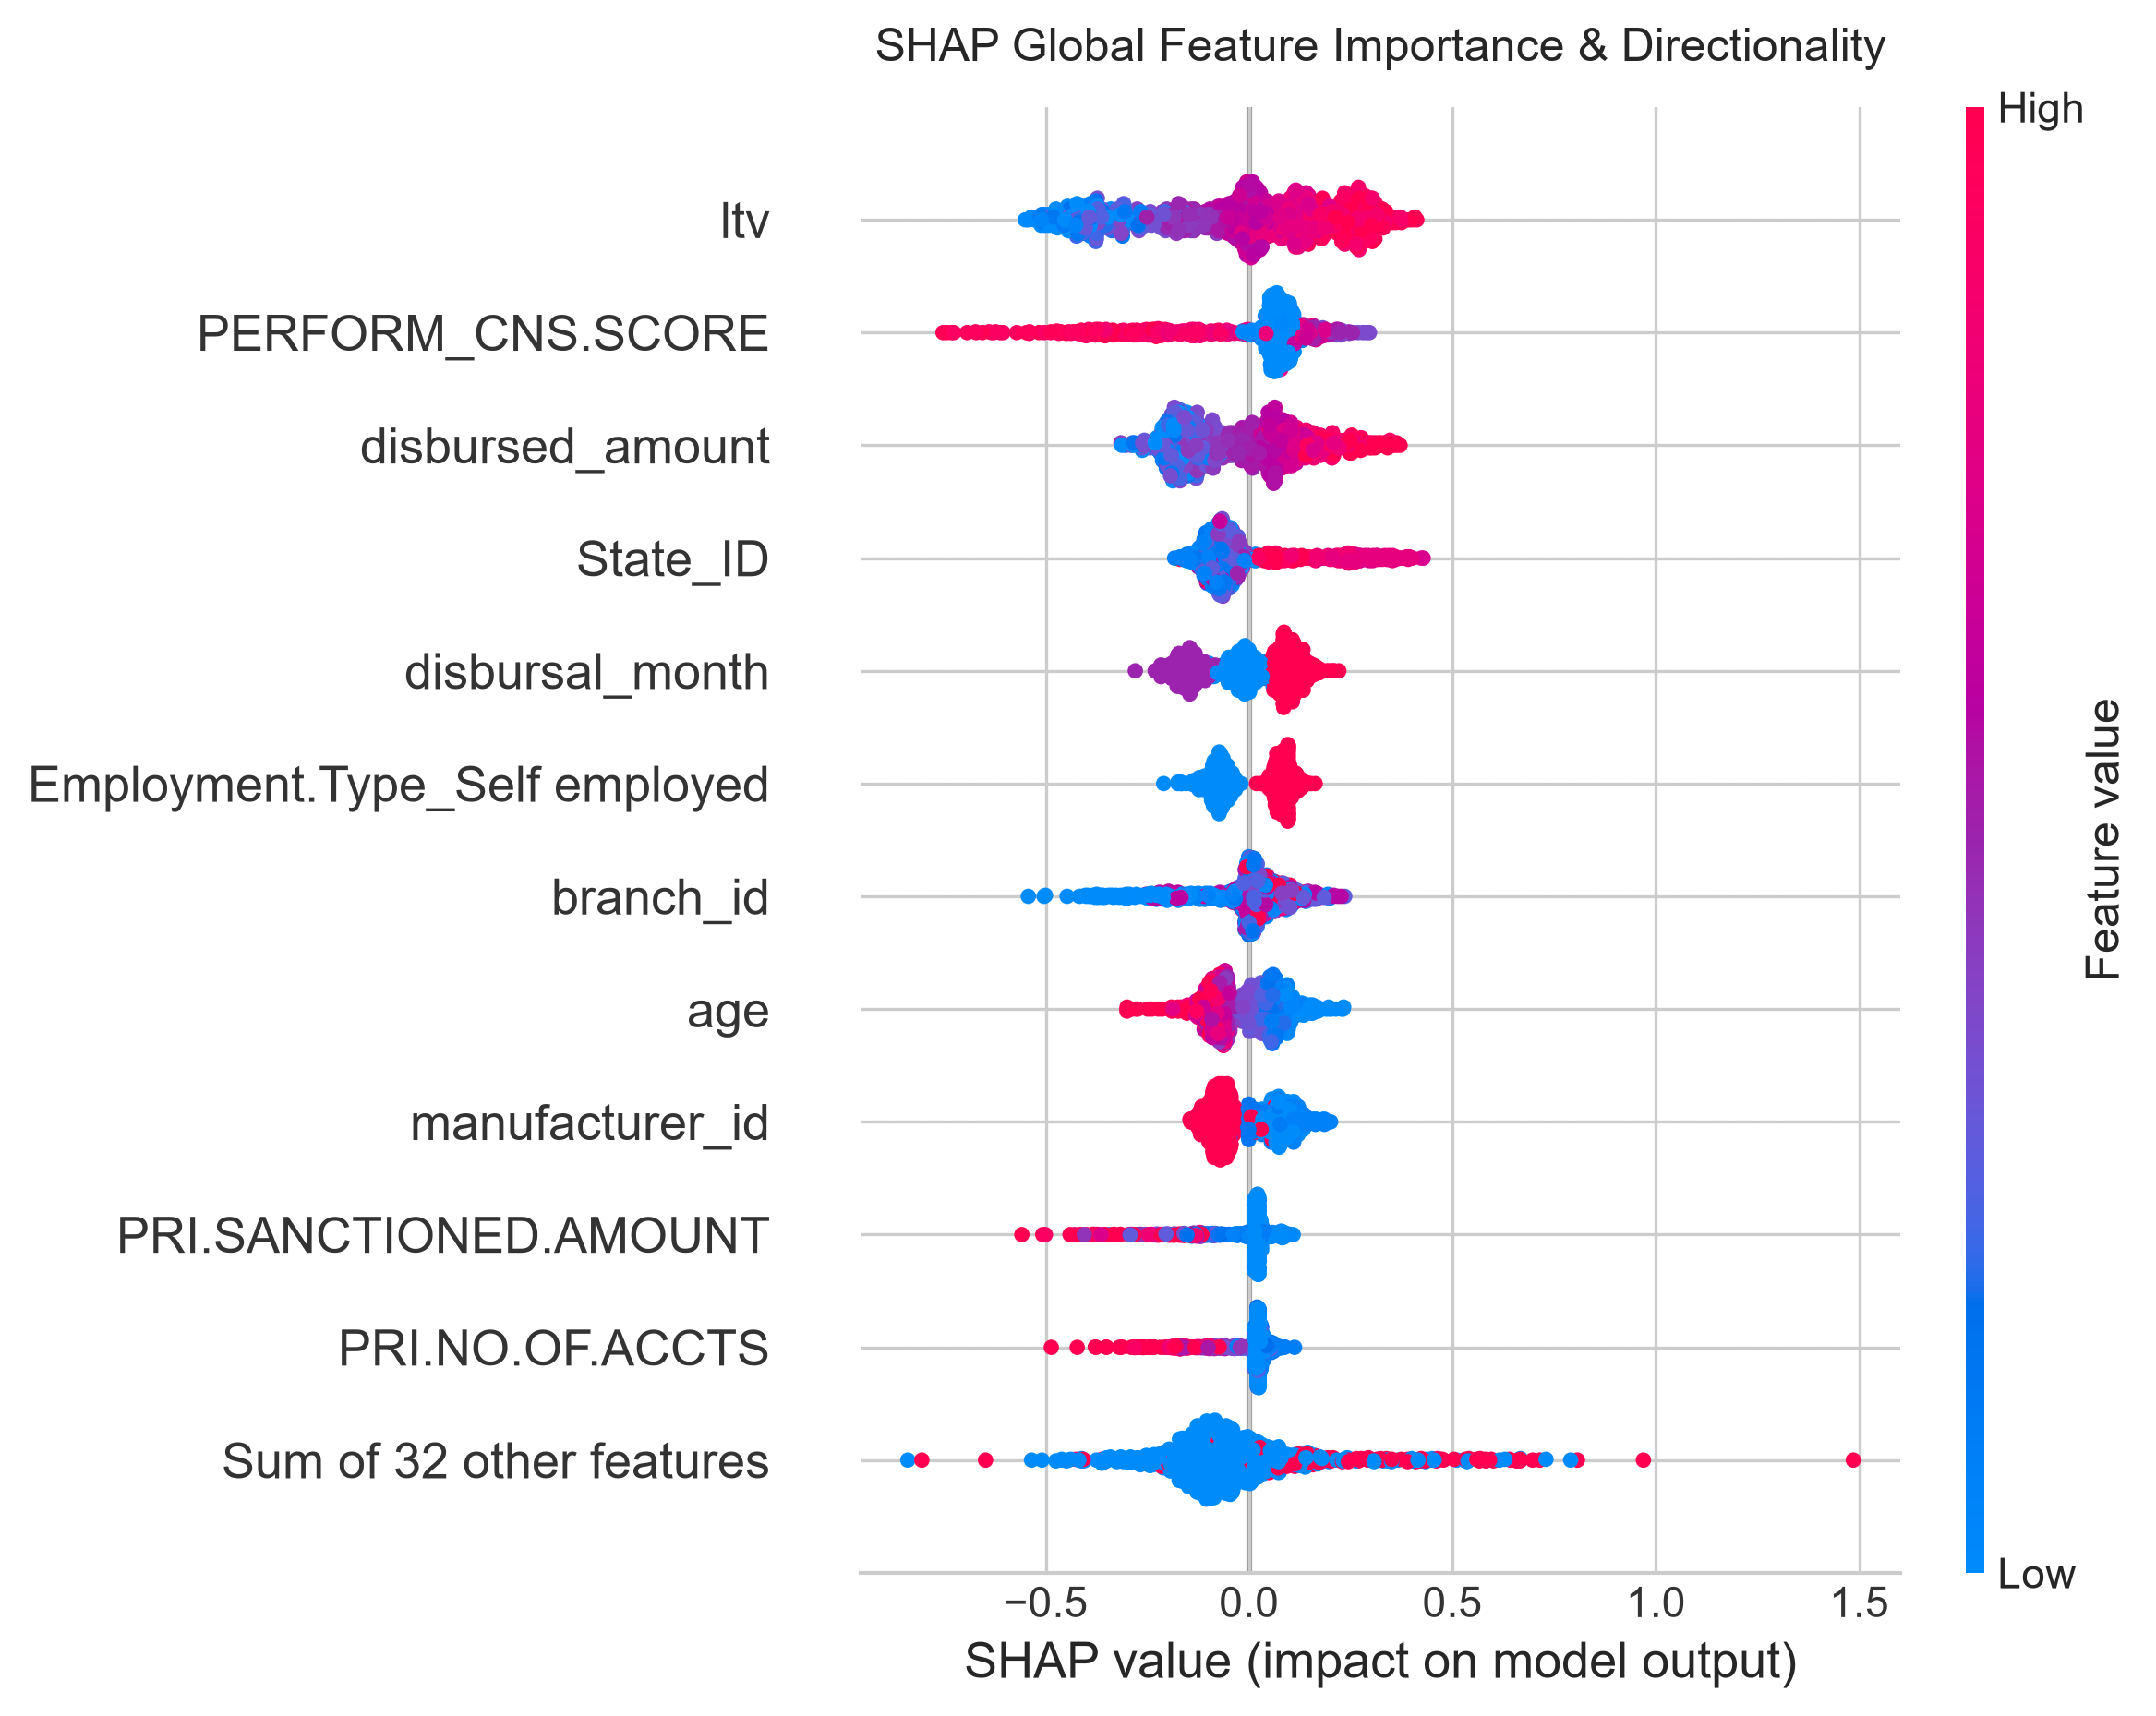 SHAP Global Feature Importance & Directionality
High
ltv
PERFORM_CNS.SCORE
disbursed_amount
State_ID
disbursal_month
Employment.Type_Self employed
branch_id
age
manufacturer_id
PRI.SANCTIONED.AMOUNT
PRI.NO.OF.ACCTS
Sum of 32 other features
Feature value
Low
−0.5 0.0 0.5 1.0 1.5
SHAP value (impact on model output)